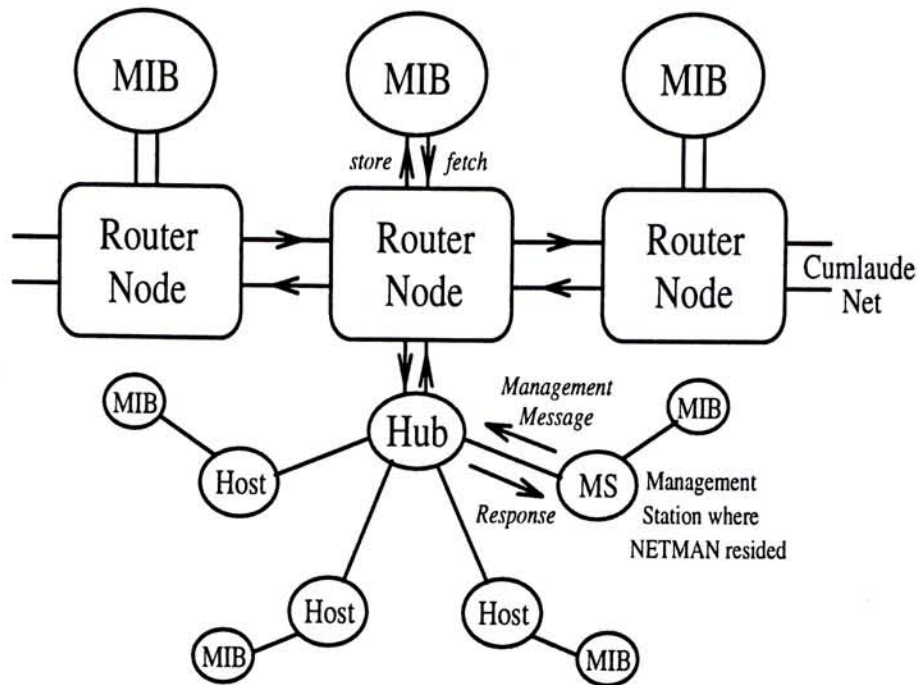 MIB
MIB
MIB
store
fetch
Router
Node
Router
Node
Router
Node
Cumlaude
Net
MIB
Management
Message
MIB
Hub
Host
MS
Management
Station where
NETMAN resided
Response
Host
Host
MIB
MIB